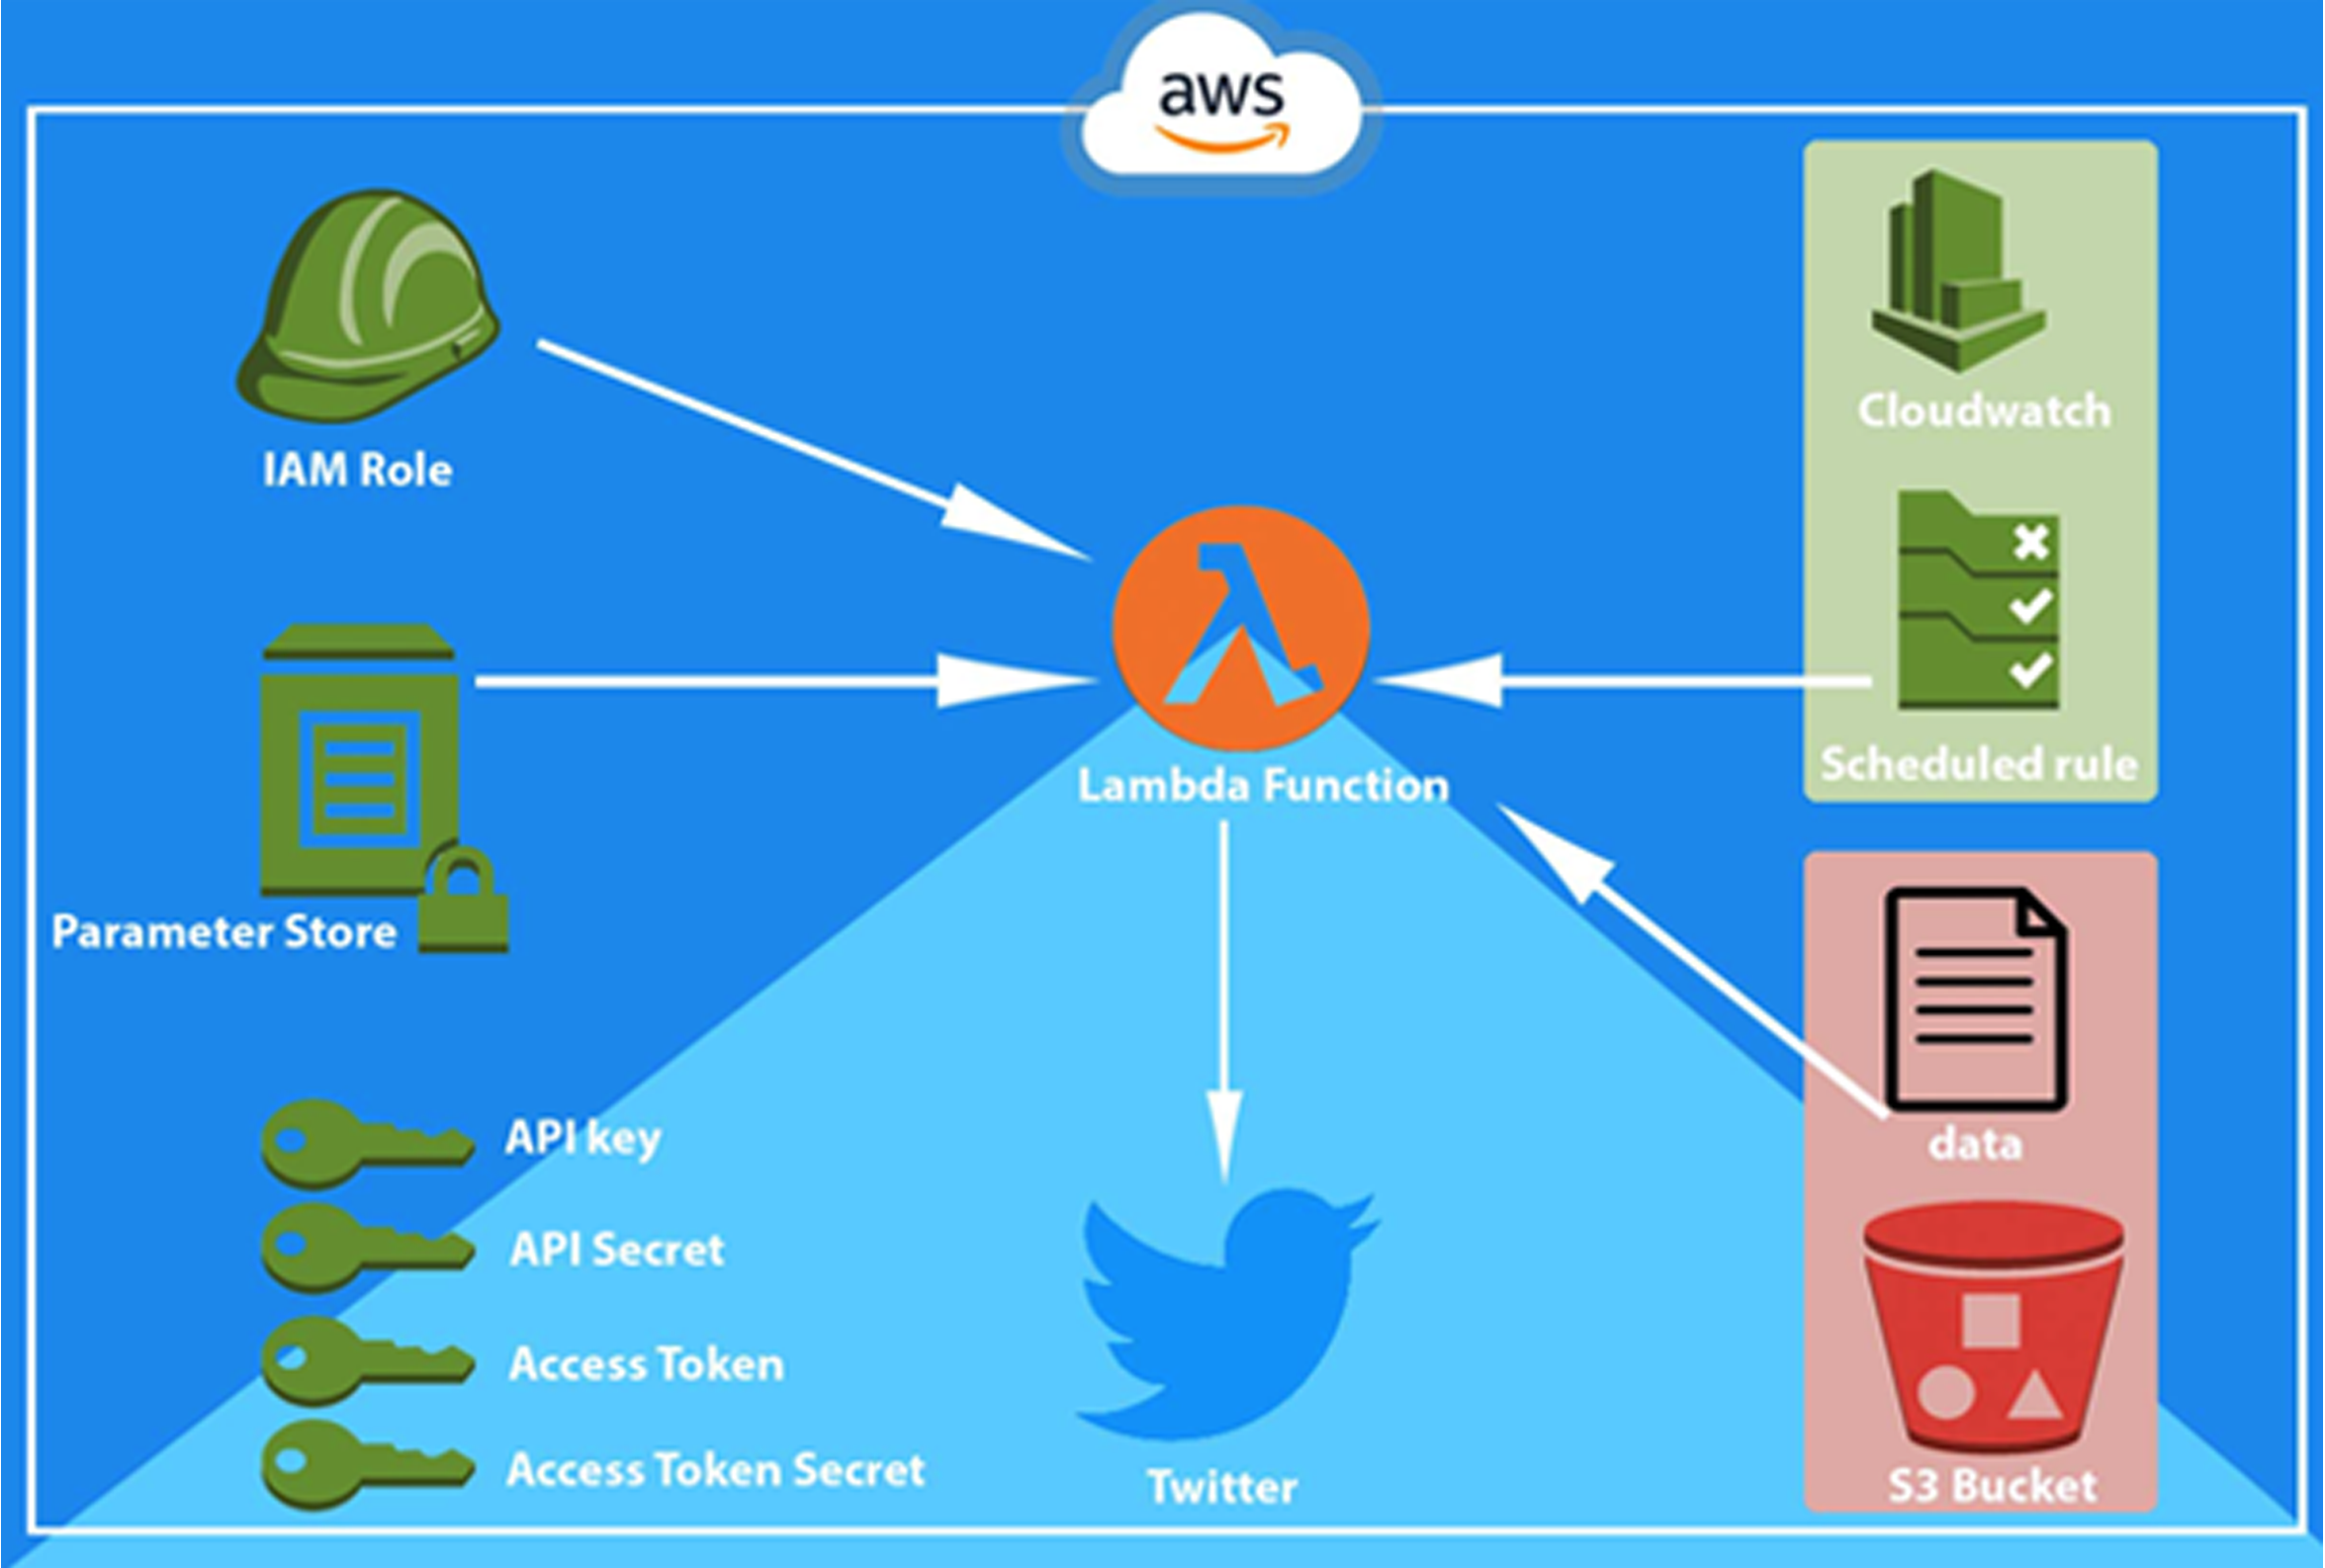 aws
IAM Role
Cloudwatch
Scheduled rule
Lambda Function
Parameter Store
API key
API Secret
Access Token
Access Token Secret
Twitter
data
S3 Bucket